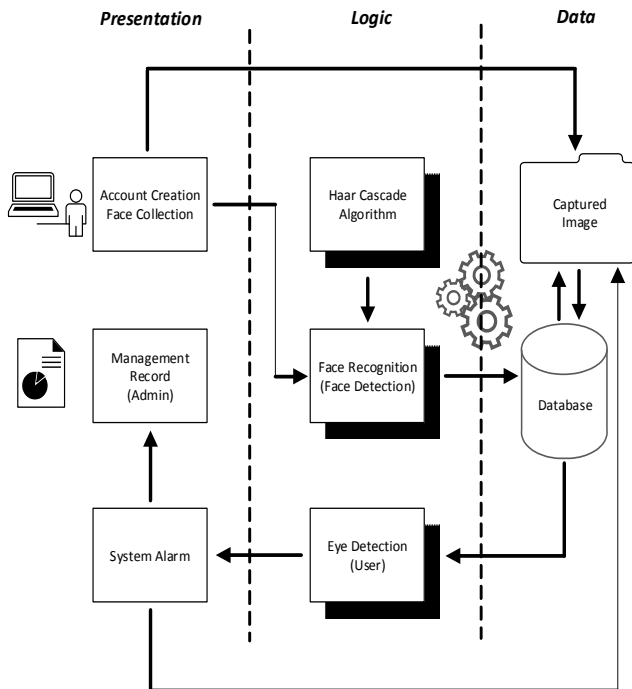 Presentation
Logic
Data
Account Creation
Face Collection
Haar Cascade
Algorithm
Captured
Image
Management
Record
(Admin)
Face Recognition
(Face Detection)
Database
System Alarm
Eye Detection
(User)